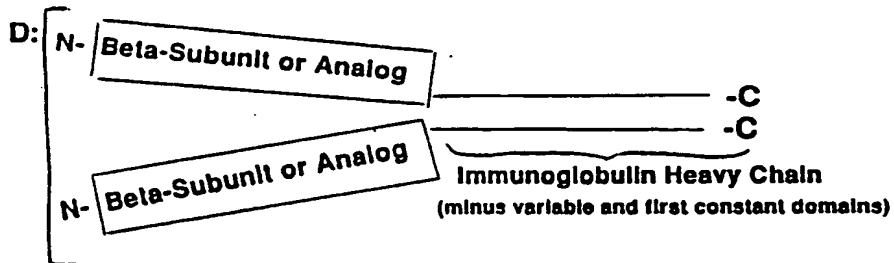 D:
N- Beta-Subunit or Analog
-C
-C
N- Beta-Subunit or Analog
Immunoglobulin Heavy Chain
(minus variable and first constant domains)